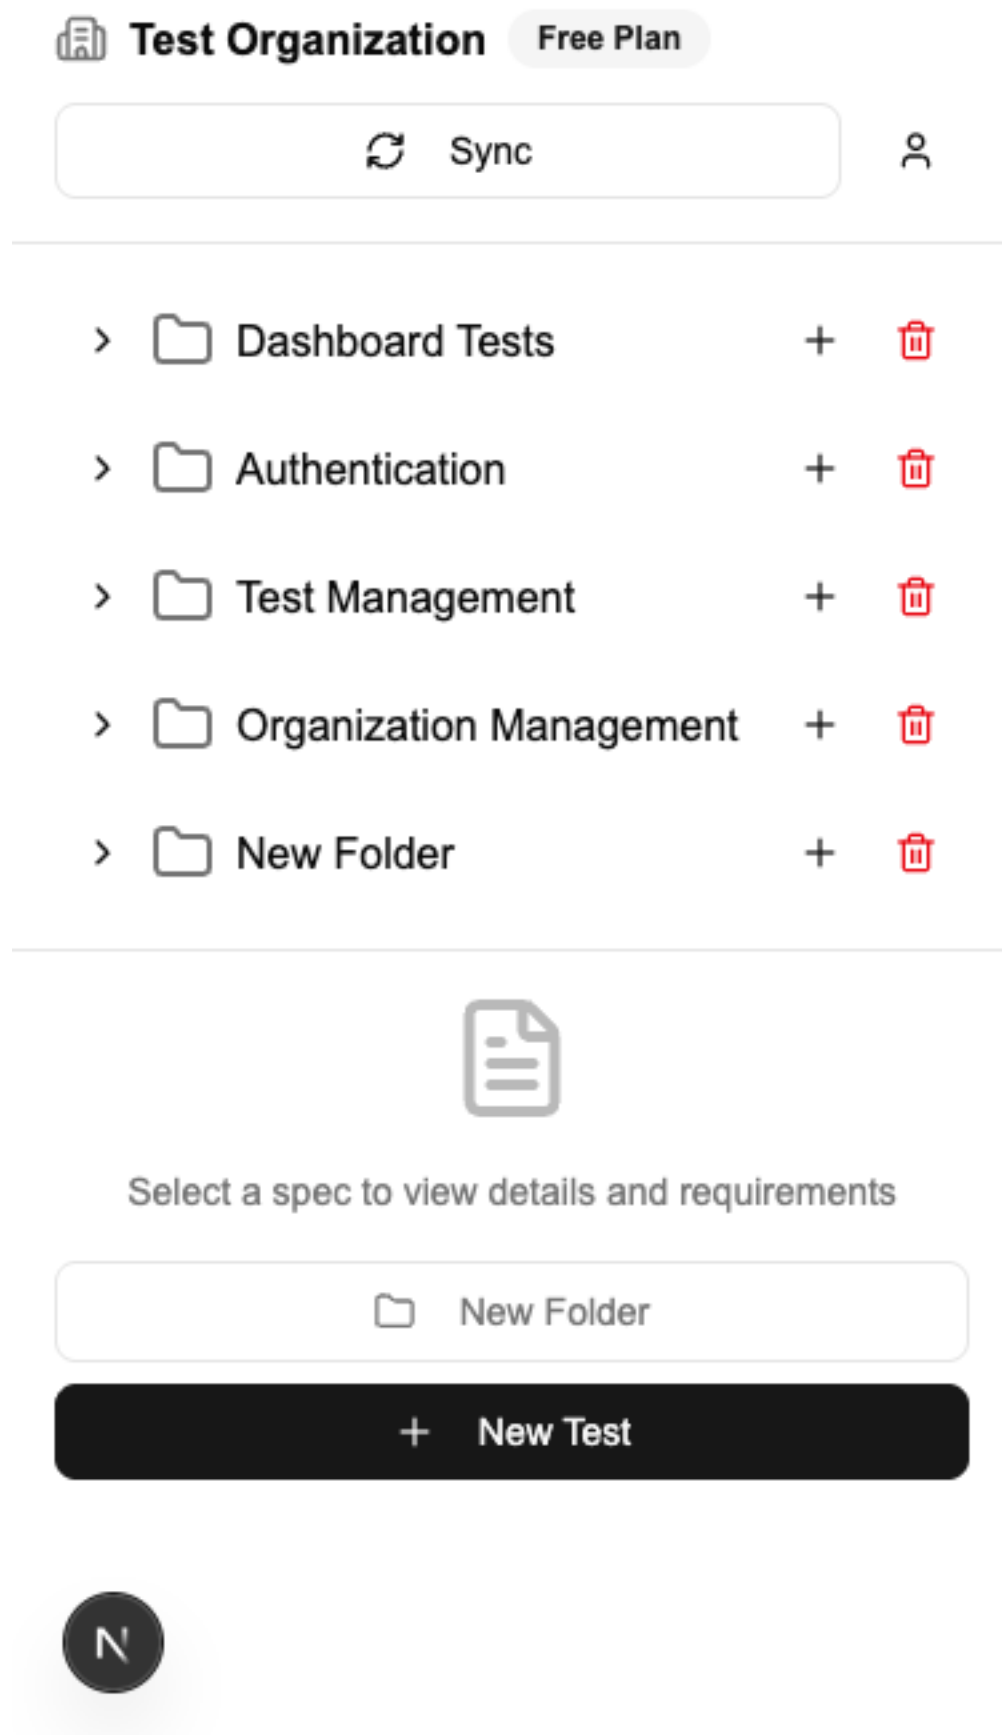 Test Organization Free Plan
Sync
Dashboard Tests
Authentication
Test Management
Organization Management
New Folder
Select a spec to view details and requirements
New Folder
New Test
N